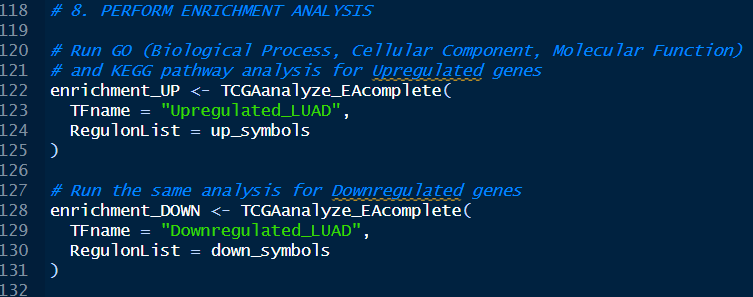 118 # 8. PERFORM ENRICHMENT ANALYSIS
119
120 # Run GO (Biological Process, Cellular Component, Molecular Function)
121 # and KEGG pathway analysis for Upregulated genes
122 enrichment_UP <- TCGAanalyze_EAcomplete(
123   TFname = "Upregulated_LUAD",
124   RegulonList = up_symbols
125 )
126
127 # Run the same analysis for Downregulated genes
128 enrichment_DOWN <- TCGAanalyze_EAcomplete(
129   TFname = "Downregulated_LUAD",
130   RegulonList = down_symbols
131 )
132